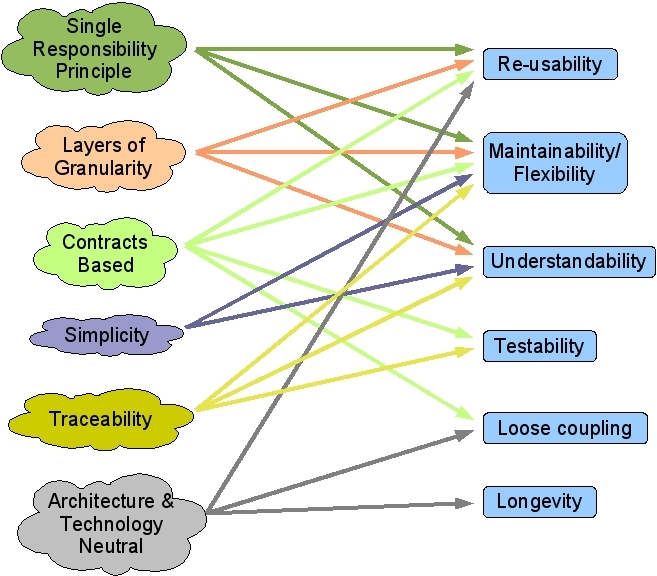 Single
Responsibility
Principle
Layers of
Granularity
Contracts
Based
Simplicity
Traceability
Architecture &
Technology
Neutral
Re-usability
Maintainability/
Flexibility
Understandability
Testability
Loose coupling
Longevity